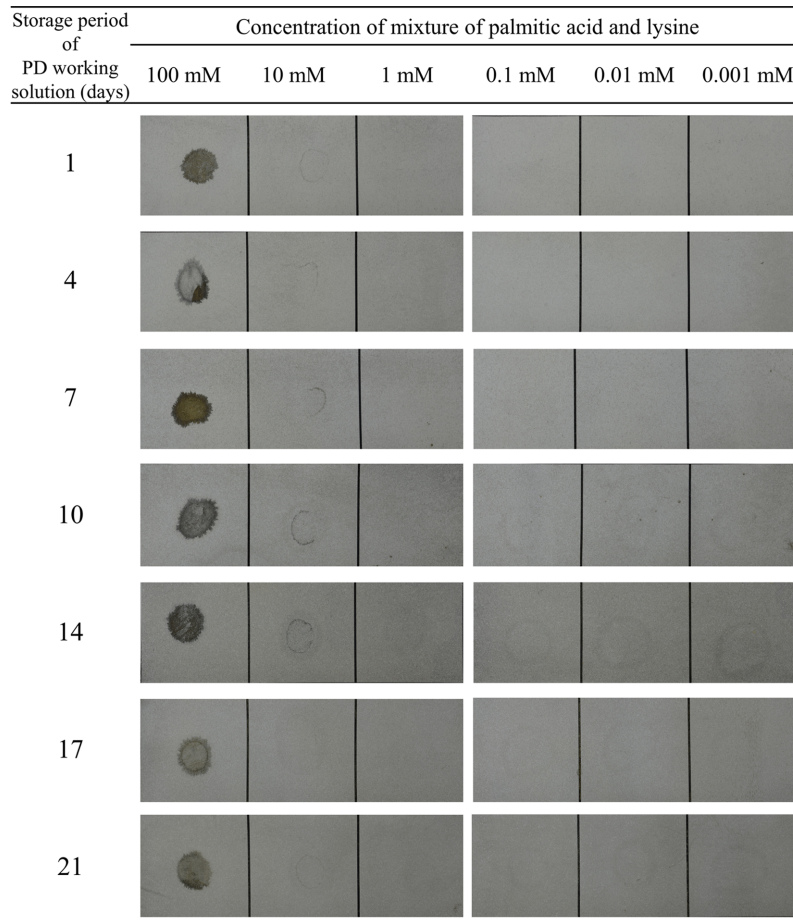 Storage period
of
PD working
solution (days)
Concentration of mixture of palmitic acid and lysine
100 mM 10 mM 1 mM 0.1 mM 0.01 mM 0.001 mM
1
4
7
10
14
17
21